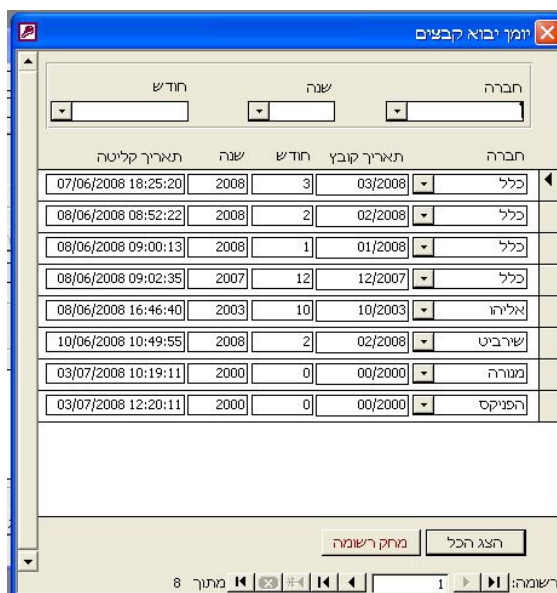 יומן יבוא קבצים
חברה שנה חודש
חברה תאריך קובץ חודש שנה תאריך קליטה
כלל 03/2008 3 2008 07/06/2008 18:25:20
כלל 02/2008 2 2008 08/06/2008 08:52:22
כלל 01/2008 1 2008 08/06/2008 09:00:13
כלל 12/2007 12 2007 08/06/2008 09:02:35
אליהו 10/2003 10 2003 08/06/2008 16:46:40
שירביט 02/2008 2 2008 10/06/2008 10:49:55
מנורה 00/2000 0 2000 03/07/2008 10:19:11
הפניקס 00/2000 0 2000 03/07/2008 12:20:11
הצג הכל מחק רשומה
רשומה: 1 מתוך 8